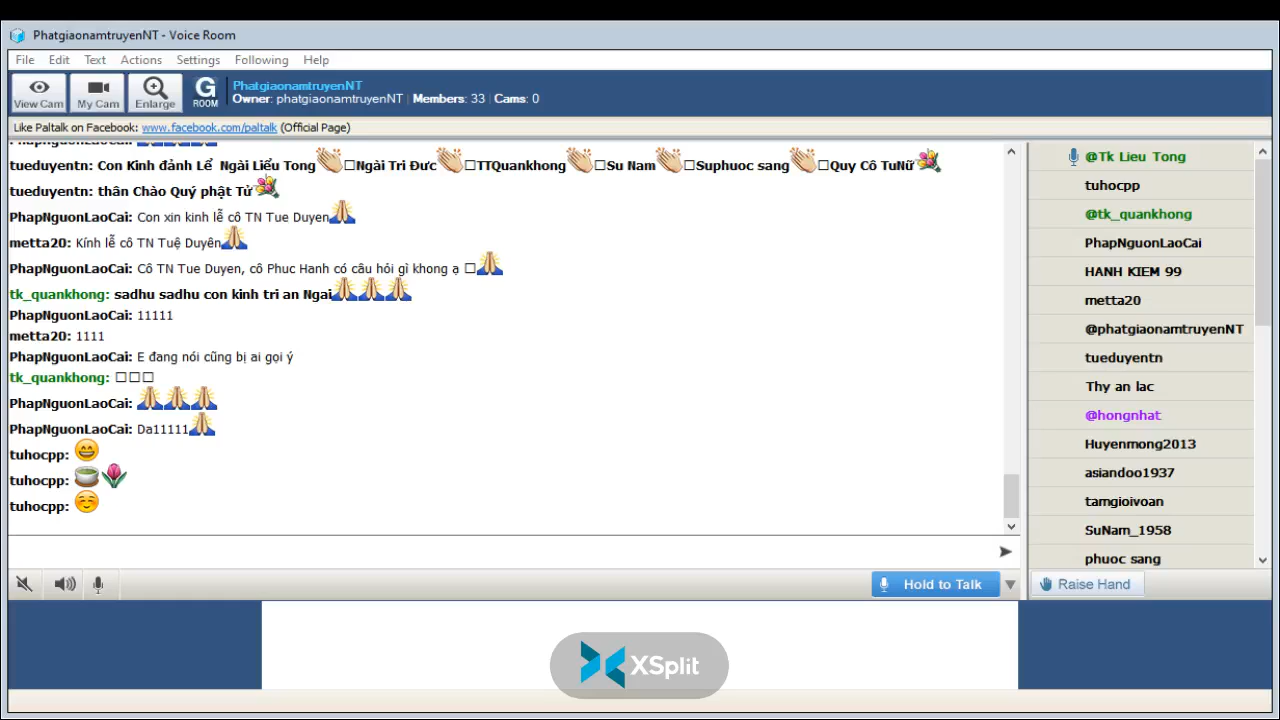 PhatgiaonamtruyenNT - Voice Room
File Edit Text Actions Settings Following Help
View Cam My Cam Enlarge G ROOM
PhatgiaonamtruyenNT
Owner: phatgiaonamtruyenNT | Members: 33 | Cams: 0
Like Paltalk on Facebook: www.facebook.com/paltalk (Official Page)
PhapNguonLaoCai:
tueduyentn: Con Kinh đảnh Lể Ngài Liểu Tong Ngài Tri Đưc TTQuankhong Su Nam Suphuoc sang Quy Cô TuNữ
tueduyentn: thân Chào Quý phật Tử
PhapNguonLaoCai: Con xin kinh lễ cô TN Tue Duyen
metta20: Kính lễ cô TN Tuệ Duyên
PhapNguonLaoCai: Cô TN Tue Duyen, cô Phuc Hanh có câu hỏi gì khong ạ
tk_quankhong: sadhu sadhu con kinh tri an Ngai
PhapNguonLaoCai: 11111
metta20: 1111
PhapNguonLaoCai: E đang nói cũng bị ai gọi ý
tk_quankhong:
PhapNguonLaoCai:
PhapNguonLaoCai: Da11111
tuhocpp:
tuhocpp:
tuhocpp:
@Tk Lieu Tong
tuhocpp
@tk_quankhong
PhapNguonLaoCai
HANH KIEM 99
metta20
@phatgiaonamtruyenNT
tueduyentn
Thy an lac
@hongnhat
Huyenmong2013
asiandoo1937
tamgioivoan
SuNam_1958
phuoc sang
Hold to Talk
Raise Hand
XSplit